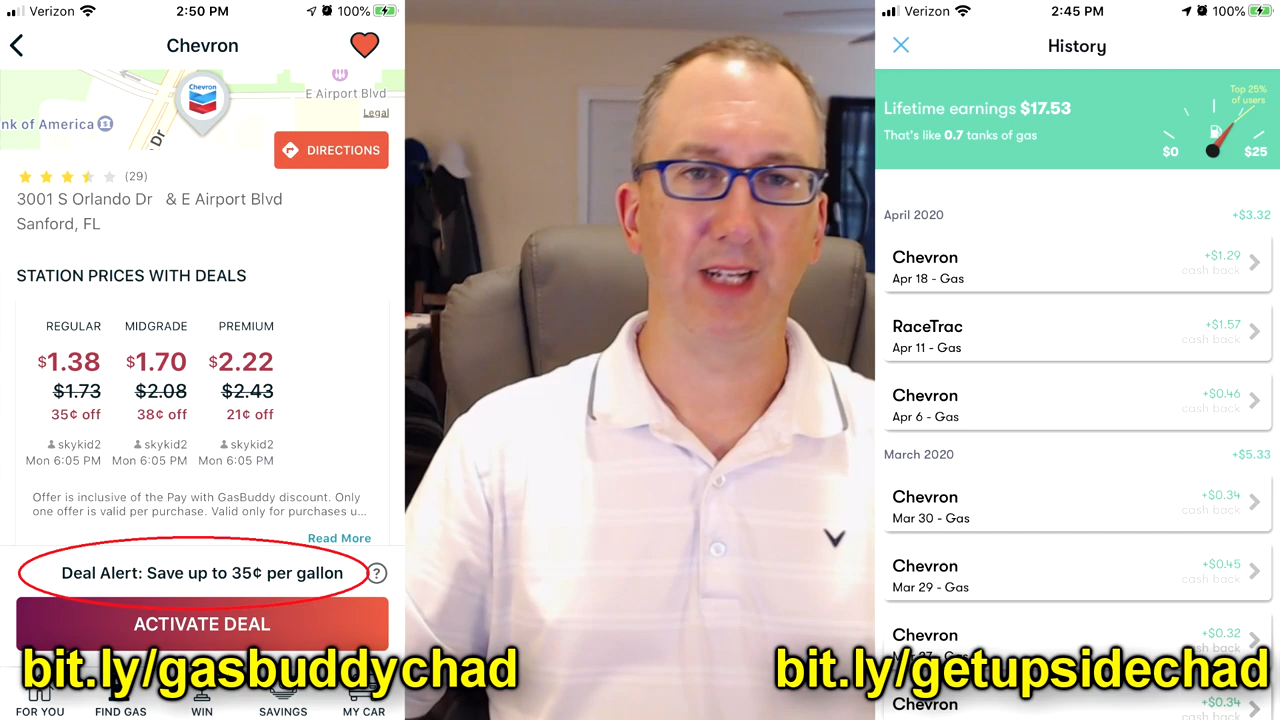 Verizon 2:50 PM 100%
Chevron
Chevron
E Airport Blvd
Legal
nk of America
Dr
DIRECTIONS
(29)
3001 S Orlando Dr & E Airport Blvd
Sanford, FL
STATION PRICES WITH DEALS
REGULAR MIDGRADE PREMIUM
$1.38 $1.70 $2.22
$1.73 $2.08 $2.43
35¢ off 38¢ off 21¢ off
skykid2 skykid2 skykid2
Mon 6:05 PM Mon 6:05 PM Mon 6:05 PM
Offer is inclusive of the Pay with GasBuddy discount. Only
one offer is valid per purchase. Valid only for purchases u...
Read More
Deal Alert: Save up to 35¢ per gallon ?
ACTIVATE DEAL
bit.ly/gasbuddychad
FOR YOU FIND GAS WIN SAVINGS MY CAR
Verizon 2:45 PM 100%
History
Top 25%
of users
Lifetime earnings $17.53
That's like 0.7 tanks of gas
$0 $25
April 2020 +$3.32
Chevron +$1.29
cash back
Apr 18 - Gas
RaceTrac +$1.57
cash back
Apr 11 - Gas
Chevron +$0.46
cash back
Apr 6 - Gas
March 2020 +$5.33
Chevron +$0.34
cash back
Mar 30 - Gas
Chevron +$0.45
cash back
Mar 29 - Gas
Chevron +$0.32
bit.ly/getupsidechad
Chevron +$0.34